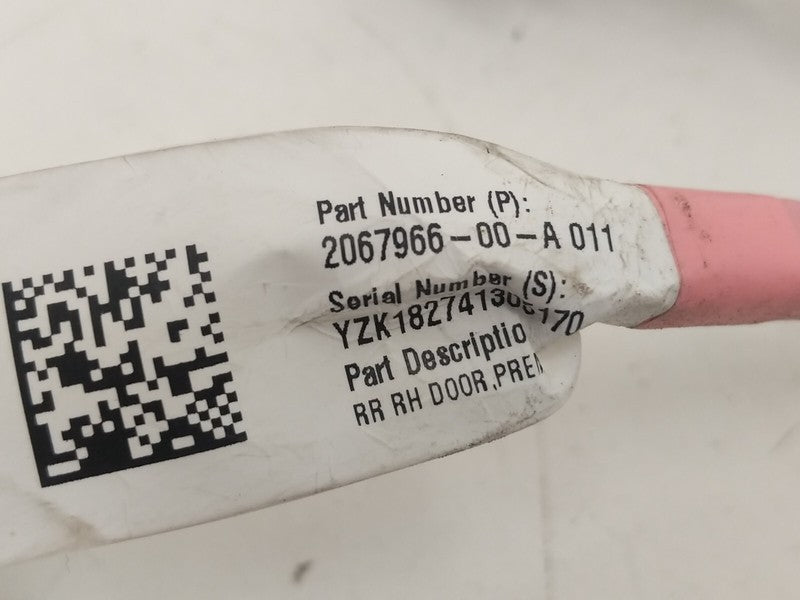 Part Number (P):
2067966-00-A 011
Serial Number (S):
Part Descriptio
RR RH DOOR,PREM